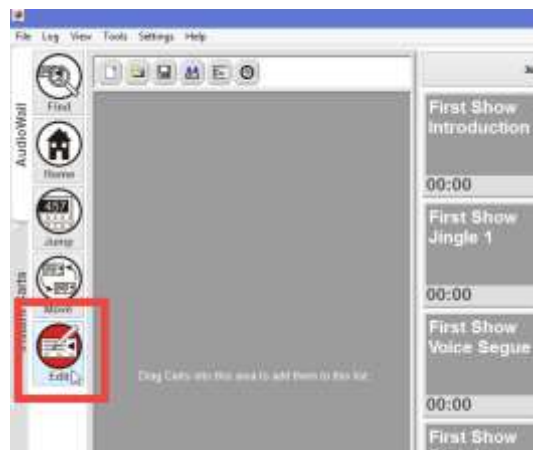 File Log View Tools Settings Help
AudioWall
Find
Home
457
Jump
Move
Edit
Carts
Drag Carts into this area to add them to this list.
First Show
Introduction
00:00
First Show
Jingle 1
00:00
First Show
Voice Segue
00:00
First Show